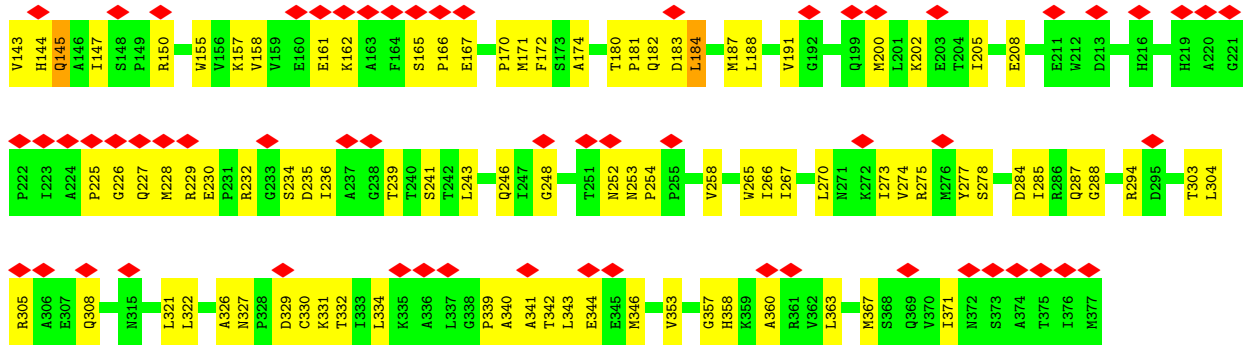 V143 H144 Q145 A146 I147 S148 P149 R150 W155 V156 K157 V158 V159 E160 E161 K162 A163 F164 S165 P166 E167 P170 M171 F172 S173 A174 T180 P181 Q182 D183 L184 M187 L188 V191 G192 Q199 M200 L201 K202 E203 T204 I205 E208 E211 W212 D213 H216 H219 A220 G221
P222 I223 A224 P225 G226 Q227 M228 R229 E230 P231 R232 G233 S234 D235 I236 A237 G238 T239 T240 S241 T242 L243 Q246 I247 G248 T251 N252 N253 P254 P255 V258 W265 I266 I267 L270 N271 K272 I273 V274 R275 M276 Y277 S278 D284 I285 R286 Q287 G288 R294 D295 T303 L304
R305 A306 E307 Q308 N315 L321 L322 A326 N327 P328 D329 C330 K331 T332 I333 L334 K335 A336 L337 G338 P339 A340 A341 T342 L343 E344 E345 M346 V353 G357 H358 K359 A360 R361 V362 L363 M367 S368 Q369 V370 I371 N372 S373 A374 T375 I376 M377